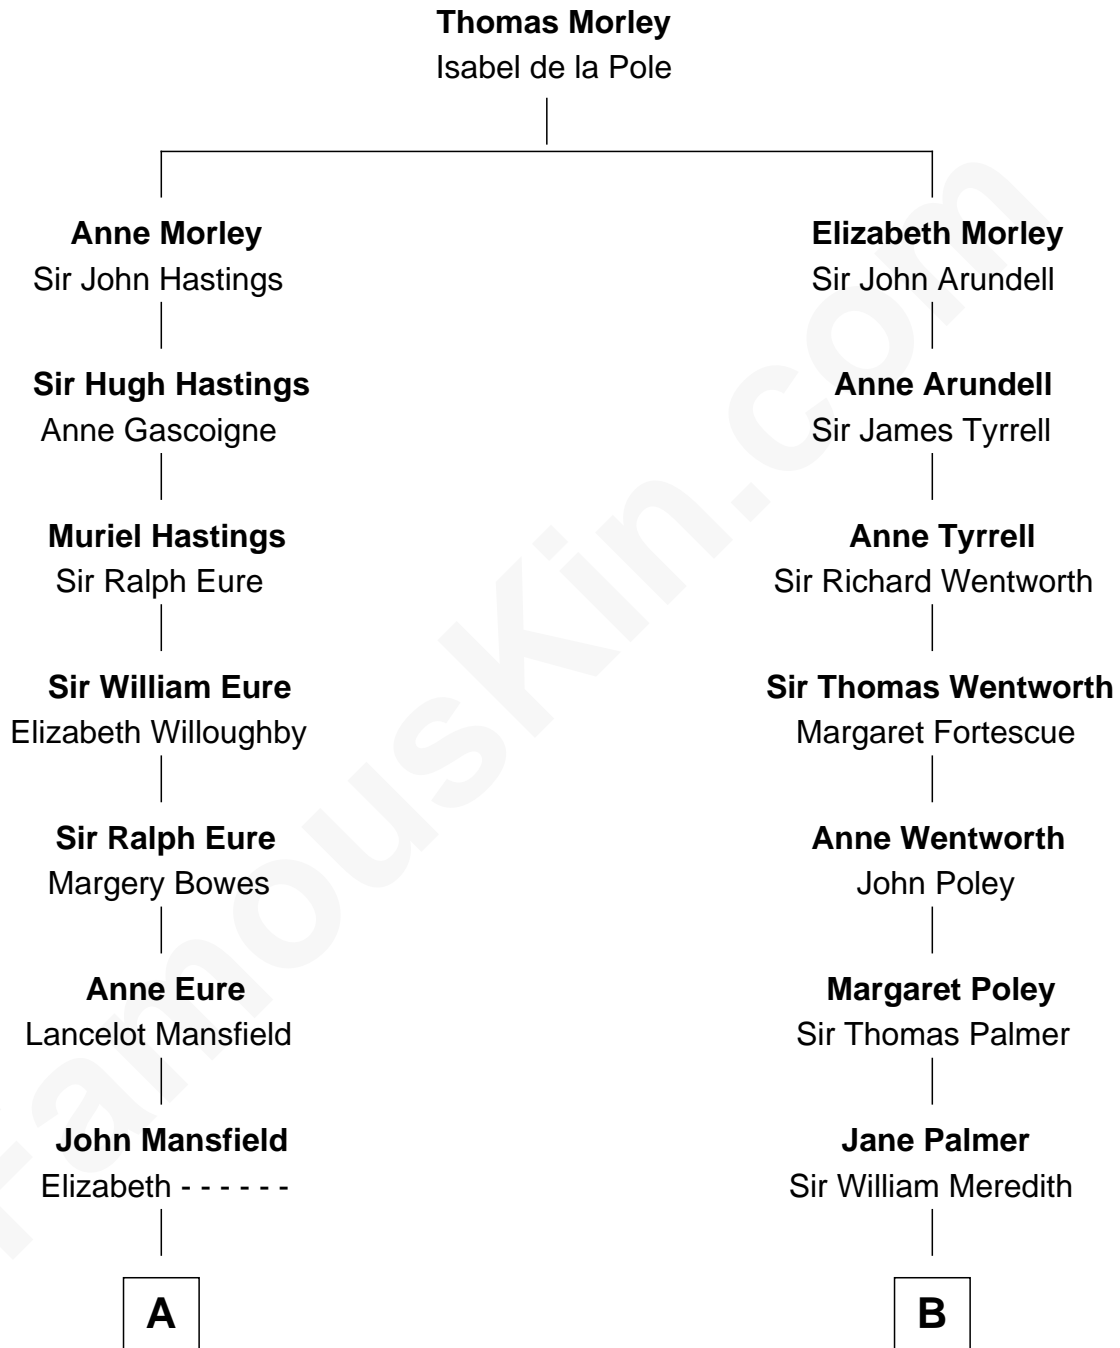 Thomas Morley
Isabel de la Pole
Anne Morley
Sir John Hastings
Elizabeth Morley
Sir John Arundell
Sir Hugh Hastings
Anne Gascoigne
Anne Arundell
Sir James Tyrrell
Muriel Hastings
Sir Ralph Eure
Anne Tyrrell
Sir Richard Wentworth
Sir William Eure
Elizabeth Willoughby
Sir Thomas Wentworth
Margaret Fortescue
Sir Ralph Eure
Margery Bowes
Anne Wentworth
John Poley
Anne Eure
Lancelot Mansfield
Margaret Poley
Sir Thomas Palmer
John Mansfield
Elizabeth - - - - - -
Jane Palmer
Sir William Meredith
A
B
FamousKin.com